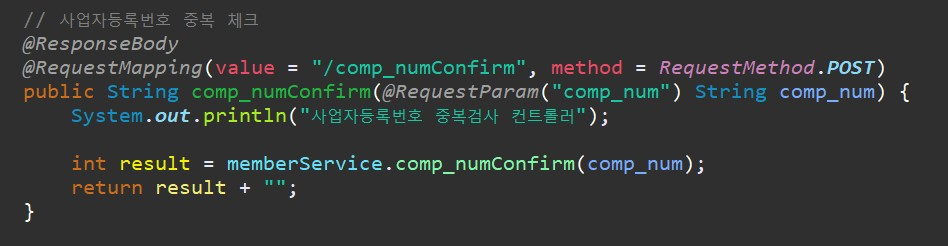 // 사업자등록번호 중복 체크
@ResponseBody
@RequestMapping(value = "/comp_numConfirm", method = RequestMethod.POST)
public String comp_numConfirm(@RequestParam("comp_num") String comp_num) {
System.out.println("사업자등록번호 중복검사 컨트롤러");
int result = memberService.comp_numConfirm(comp_num);
return result + "";
}